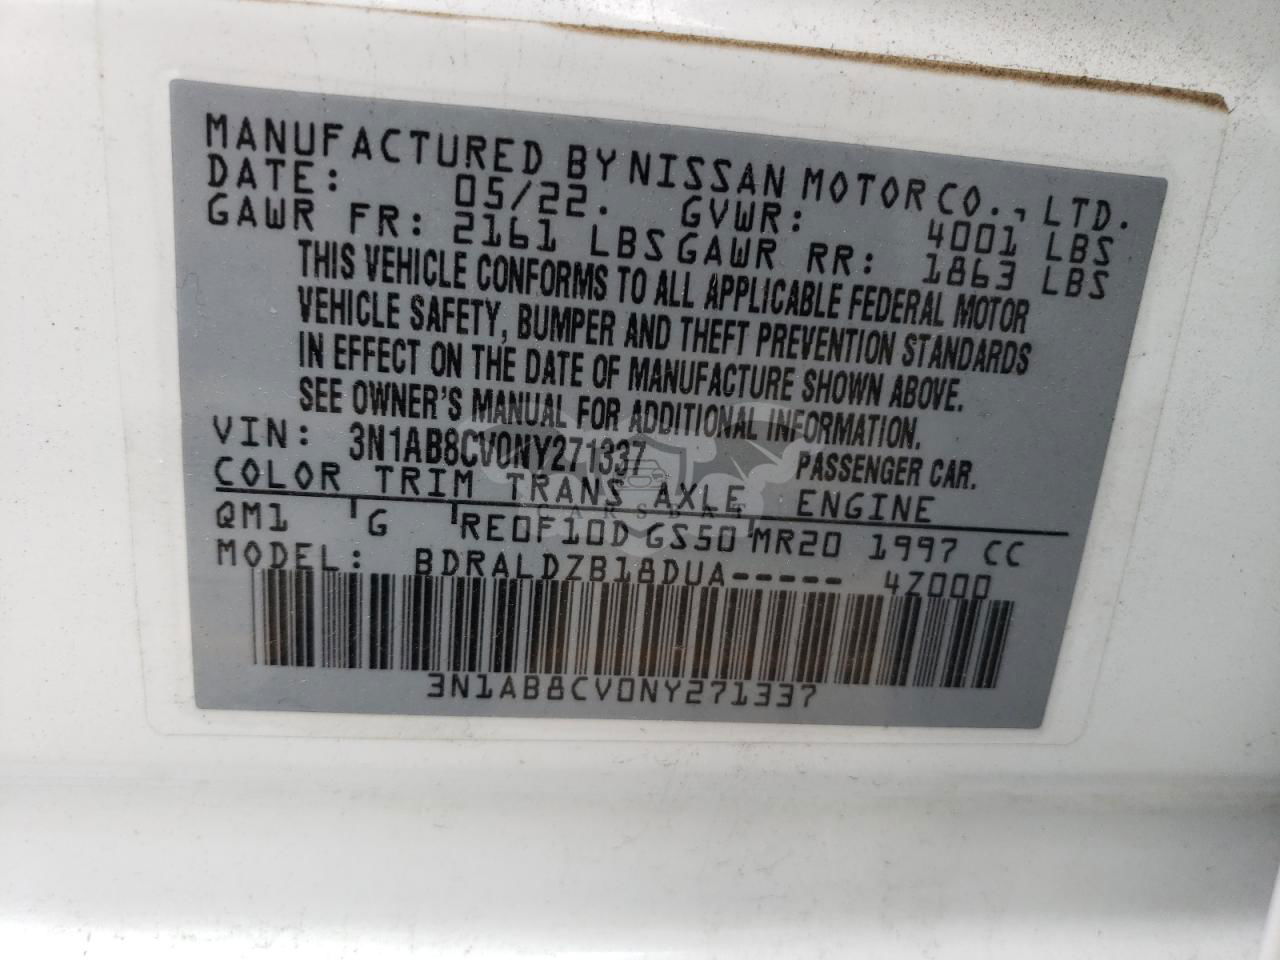 MANUFACTURED BY NISSAN MOTOR CO., LTD.
DATE: 05/22. GVWR: 4001 LBS
GAWR FR: 2161 LBS GAWR RR: 1863 LBS
THIS VEHICLE CONFORMS TO ALL APPLICABLE FEDERAL MOTOR
VEHICLE SAFETY, BUMPER AND THEFT PREVENTION STANDARDS
IN EFFECT ON THE DATE OF MANUFACTURE SHOWN ABOVE.
SEE OWNER'S MANUAL FOR ADDITIONAL INFORMATION.
VIN: 3N1AB8CV0NY271337 PASSENGER CAR.
COLOR TRIM TRANS AXLE ENGINE
QM1 G RE0F10D GS50 MR20 1997 CC
MODEL: BDRALDZB18DUA----- 4Z000
3N1AB8CV0NY271337